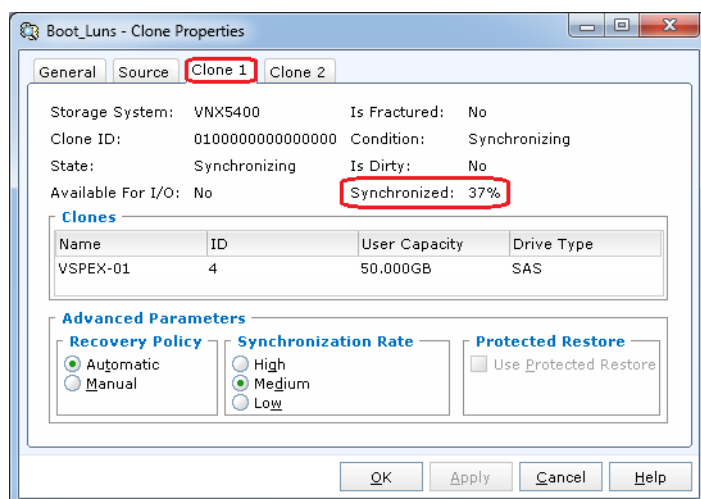 Boot_Luns - Clone Properties
General Source Clone 1 Clone 2
Storage System: VNX5400 Is Fractured: No
Clone ID: 0100000000000000 Condition: Synchronizing
State: Synchronizing Is Dirty: No
Available For I/O: No Synchronized: 37%
Clones
Name ID User Capacity Drive Type
VSPEX-01 4 50.000GB SAS
Advanced Parameters
Recovery Policy Synchronization Rate Protected Restore
Automatic High Use Protected Restore
Manual Medium
Low
OK Apply Cancel Help